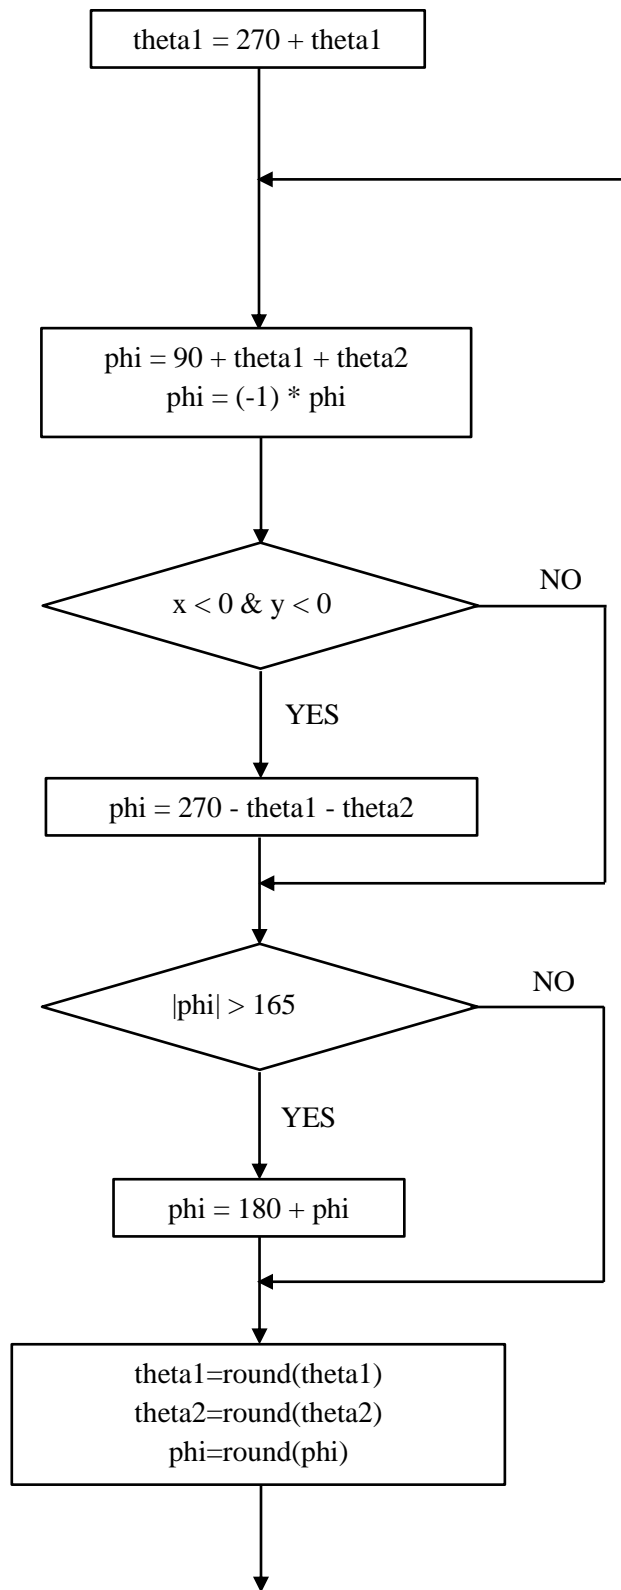 theta1 = 270 + theta1
phi = 90 + theta1 + theta2
phi = (-1) * phi
x < 0 & y < 0
NO
YES
phi = 270 - theta1 - theta2
|phi| > 165
NO
YES
phi = 180 + phi
theta1=round(theta1)
theta2=round(theta2)
phi=round(phi)